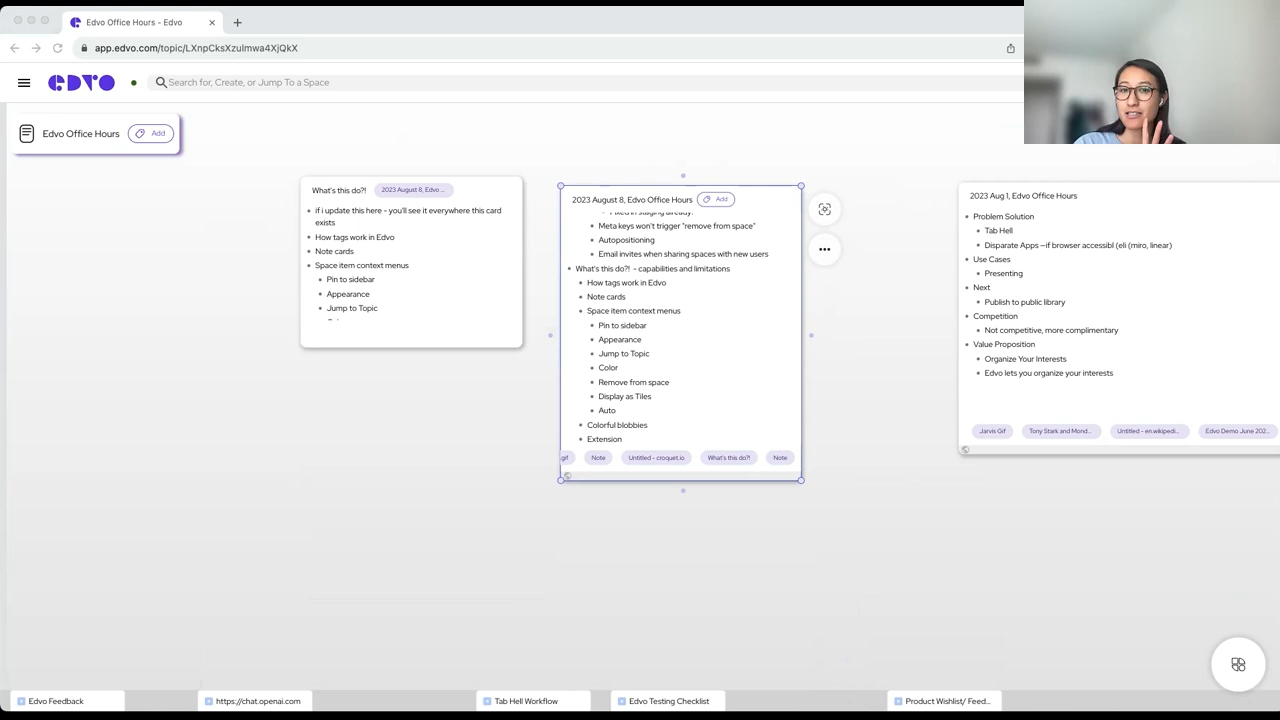 Edvo Office Hours - Edvo
app.edvo.com/topic/LXnpCksXzulmwa4XjQkX
EDVO
Search for, Create, or Jump To a Space
Edvo Office Hours
Add
What's this do?!
2023 August 8, Edvo ...
if i update this here - you'll see it everywhere this card
exists
How tags work in Edvo
Note cards
Space item context menus
Pin to sidebar
Appearance
Jump to Topic
2023 August 8, Edvo Office Hours
Add
Fixed in staging already.
Meta keys won't trigger "remove from space"
Autopositioning
Email invites when sharing spaces with new users
What's this do?! - capabilities and limitations
How tags work in Edvo
Note cards
Space item context menus
Pin to sidebar
Appearance
Jump to Topic
Color
Remove from space
Display as Tiles
Auto
Colorful blobbies
Extension
gif
Note
Untitled - croquet.io
What's this do?!
Note
2023 Aug 1, Edvo Office Hours
Problem Solution
Tab Hell
Disparate Apps —if browser accessibl (eli (miro, linear)
Use Cases
Presenting
Next
Publish to public library
Competition
Not competitive, more complimentary
Value Proposition
Organize Your Interests
Edvo lets you organize your interests
Jarvis Gif
Tony Stark and Mond...
Untitled - en.wikipedi...
Edvo Demo June 202...
Edvo Feedback
https://chat.openai.com
Tab Hell Workflow
Edvo Testing Checklist
Product Wishlist/ Feed...